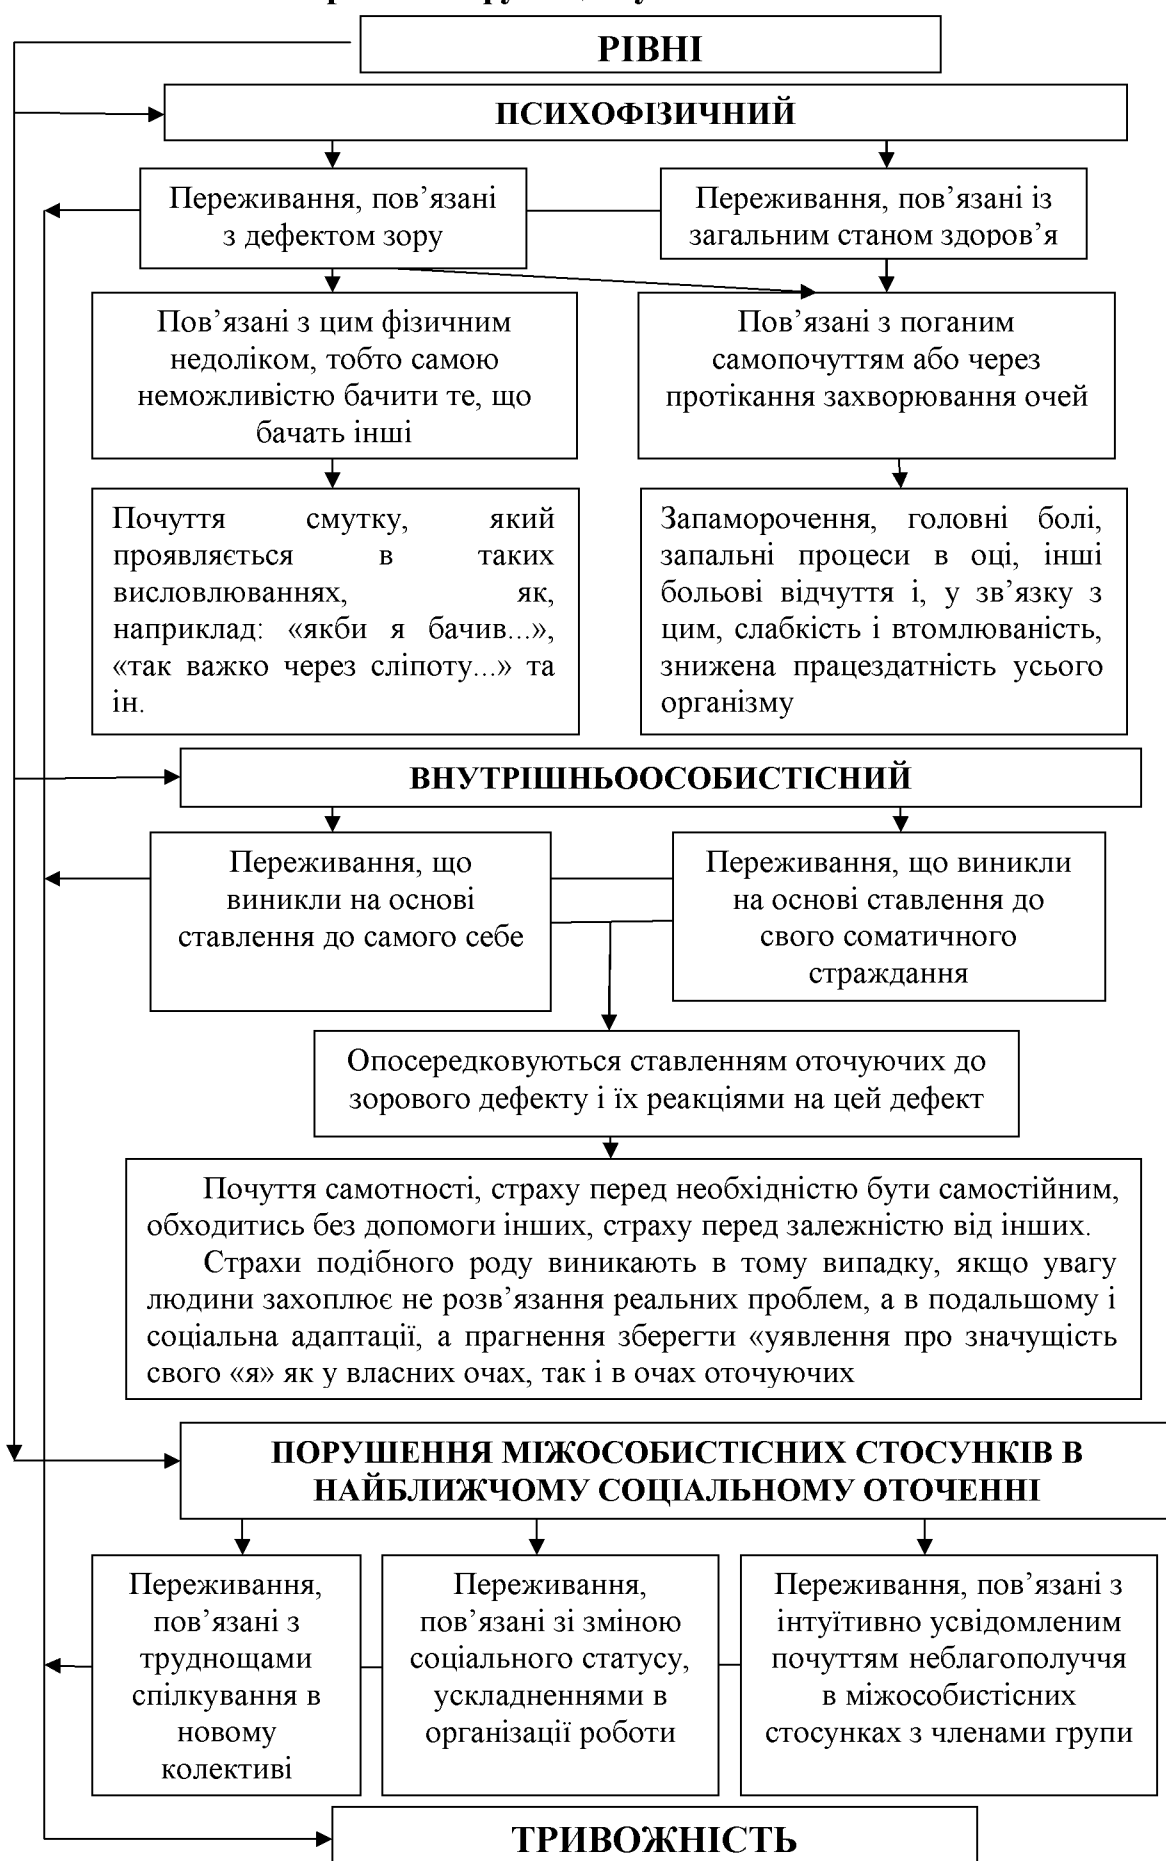 РІВНІ
ПСИХОФІЗИЧНИЙ
Переживання, пов’язані
з дефектом зору
Переживання, пов’язані із
загальним станом здоров’я
Пов’язані з цим фізичним
недоліком, тобто самою
неможливістю бачити те, що
бачать інші
Пов’язані з поганим
самопочуттям або через
протікання захворювання очей
Почуття смутку, який
проявляється в таких
висловлюваннях, як,
наприклад: «якби я бачив...»,
«так важко через сліпоту...» та
ін.
Запаморочення, головні болі,
запальні процеси в оці, інші
больові відчуття і, у зв’язку з
цим, слабкість і втомлюваність,
знижена працездатність усього
організму
ВНУТРІШНЬООСОБИСТІСНИЙ
Переживання, що
виникли на основі
ставлення до самого себе
Переживання, що виникли
на основі ставлення до
свого соматичного
страждання
Опосередковуються ставленням оточуючих до
зорового дефекту і їх реакціями на цей дефект
Почуття самотності, страху перед необхідністю бути самостійним,
обходитись без допомоги інших, страху перед залежністю від інших.
Страхи подібного роду виникають в тому випадку, якщо увагу
людини захоплює не розв’язання реальних проблем, а в подальшому і
соціальна адаптації, а прагнення зберегти «уявлення про значущість
свого «я» як у власних очах, так і в очах оточуючих
ПОРУШЕННЯ МІЖОСОБИСТІСНИХ СТОСУНКІВ В
НАЙБЛИЖЧОМУ СОЦІАЛЬНОМУ ОТОЧЕННІ
Переживання,
пов’язані з
труднощами
спілкування в
новому
колективі
Переживання,
пов’язані зі зміною
соціального статусу,
ускладненнями в
організації роботи
Переживання, пов’язані з
інтуїтивно усвідомленим
почуттям неблагополуччя
в міжособистісних
стосунках з членами групи
ТРИВОЖНІСТЬ